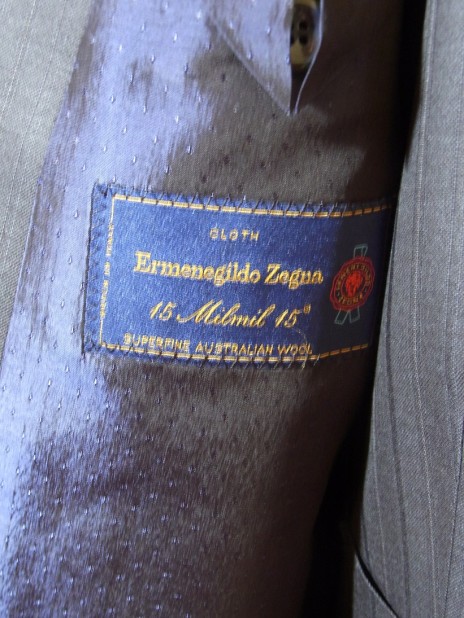 CLOTH
Ermenegildo Zegna
15 Milmil 15®
SUPERFINE AUSTRALIAN WOOL